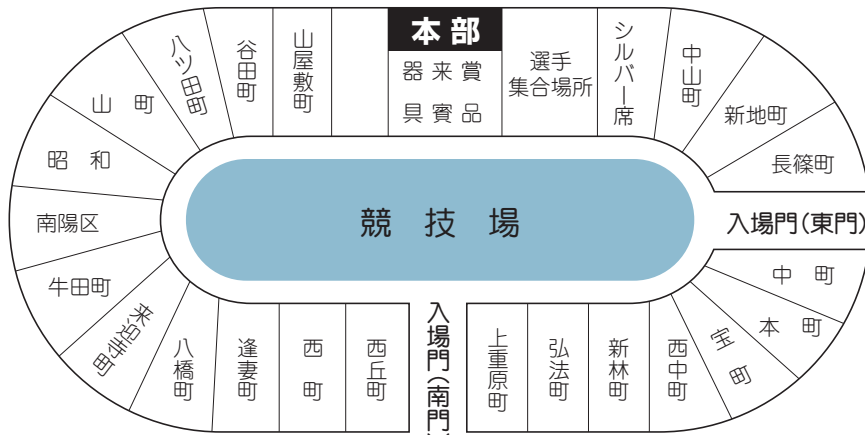 本部
器 来 賞
具 賓 品
選手
集合場所
シルバー席
中山町
新地町
長篠町
入場門(東門)
中町
本町
宝町
西中町
新林町
弘法町
上重原町
入場門(南門)
西丘町
西町
逢妻町
八橋町
来迎寺町
牛田町
南陽区
昭和
山町
八ツ田町
谷田町
山屋敷町
競技場